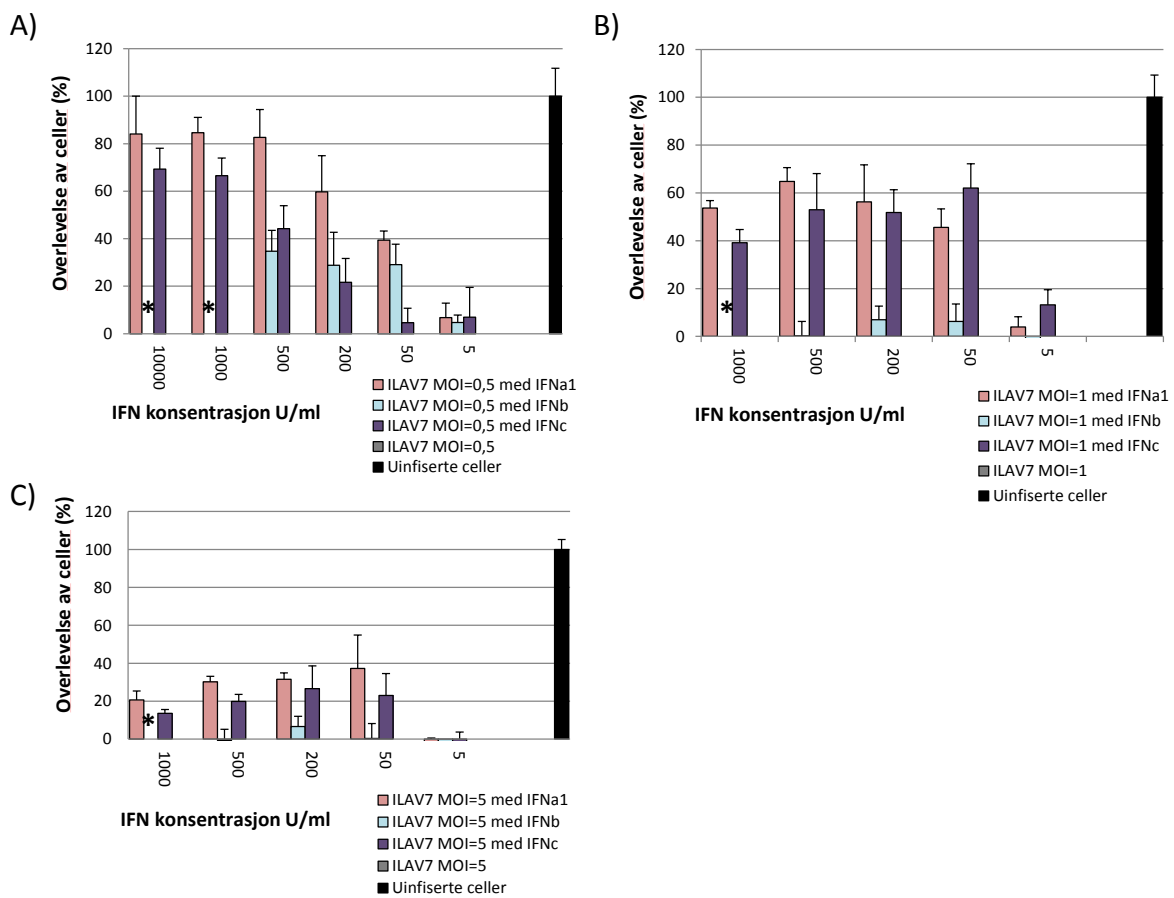 A)
120
100
80
60
40
20
0
Overlevelse av celler (%)
*
*
10000
1000
500
200
50
5
IFN konsentrasjon U/ml
ILAV7 MOI=0,5 med IFNa1
ILAV7 MOI=0,5 med IFNb
ILAV7 MOI=0,5 med IFNc
ILAV7 MOI=0,5
Uinfiserte celler
B)
120
100
80
60
40
20
0
Overlevelse av celler (%)
*
1000
500
200
50
5
IFN konsentrasjon U/ml
ILAV7 MOI=1 med IFNa1
ILAV7 MOI=1 med IFNb
ILAV7 MOI=1 med IFNc
ILAV7 MOI=1
Uinfiserte celler
C)
120
100
80
60
40
20
0
Overlevelse av celler (%)
*
1000
500
200
50
5
IFN konsentrasjon U/ml
ILAV7 MOI=5 med IFNa1
ILAV7 MOI=5 med IFNb
ILAV7 MOI=5 med IFNc
ILAV7 MOI=5
Uinfiserte celler